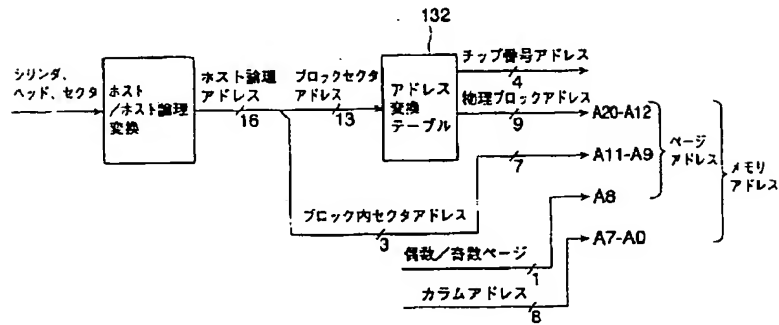 132
シリンダ、
ヘッド、セクタ
ホスト
/ホスト論理
変換
ホスト論理
アドレス
16
ブロックセクタ
アドレス
13
アドレス
変換
テーブル
チップ番号アドレス
4
物理ブロックアドレス
9
A20-A12
7
A11-A9
ページ
アドレス
メモリ
アドレス
ブロック内セクタアドレス
3
A8
偶数/奇数ページ
1
A7-A0
カラムアドレス
8